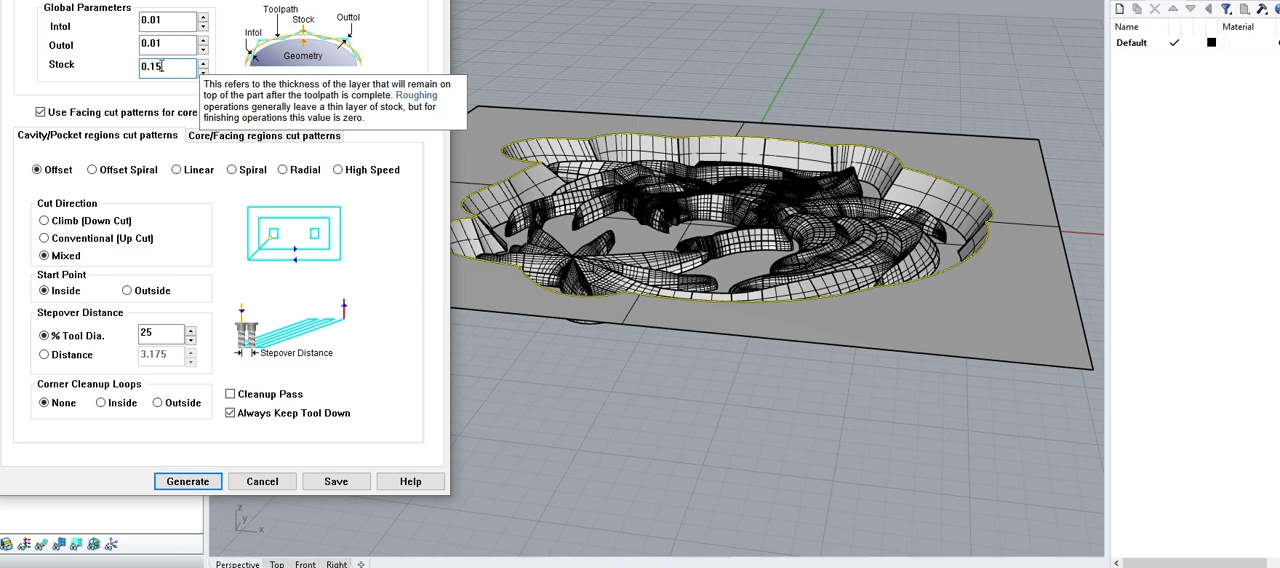 Global Parameters
Intol 0.01
Outol 0.01
Stock 0.15
Toolpath
Stock
Outtol
Intol
Geometry
This refers to the thickness of the layer that will remain on
top of the part after the toolpath is complete. Roughing
operations generally leave a thin layer of stock, but for
finishing operations this value is zero.
Use Facing cut patterns for core
Cavity/Pocket regions cut patterns Core/Facing regions cut patterns
Offset Offset Spiral Linear Spiral Radial High Speed
Cut Direction
Climb (Down Cut)
Conventional (Up Cut)
Mixed
Start Point
Inside Outside
Stepover Distance
% Tool Dia. 25
Distance 3.175
Stepover Distance
Corner Cleanup Loops
None Inside Outside
Cleanup Pass
Always Keep Tool Down
Generate Cancel Save Help
z
y
x
Perspective Top Front Right
Name Material
Default